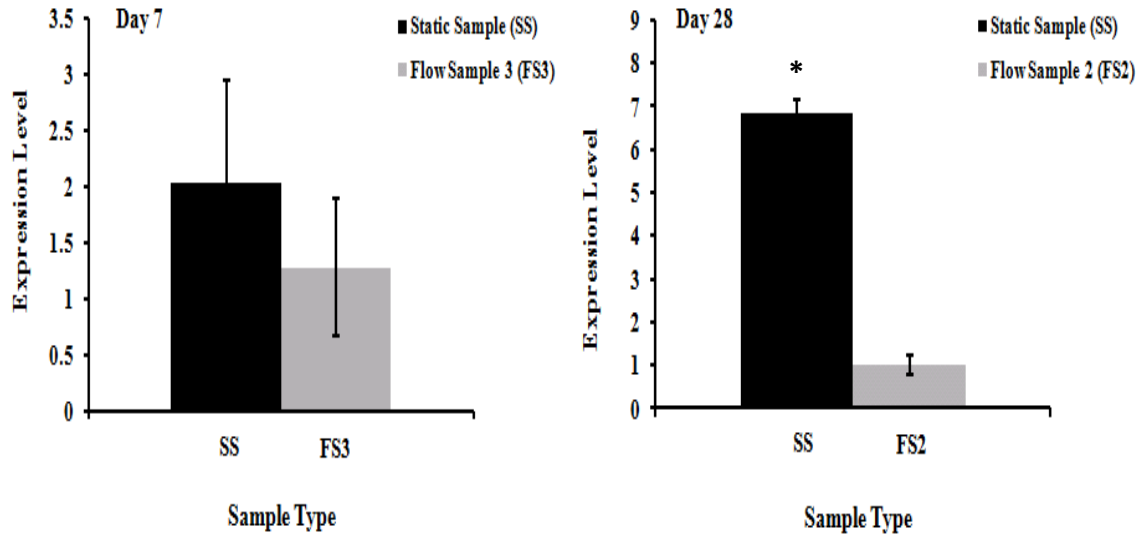 Day 7
Static Sample (SS)
Flow Sample 3 (FS3)
3.5
3
2.5
2
1.5
1
0.5
0
Expression Level
SS
FS3
Sample Type
Day 28
Static Sample (SS)
Flow Sample 2 (FS2)
*
9
8
7
6
5
4
3
2
1
0
Expression Level
SS
FS2
Sample Type